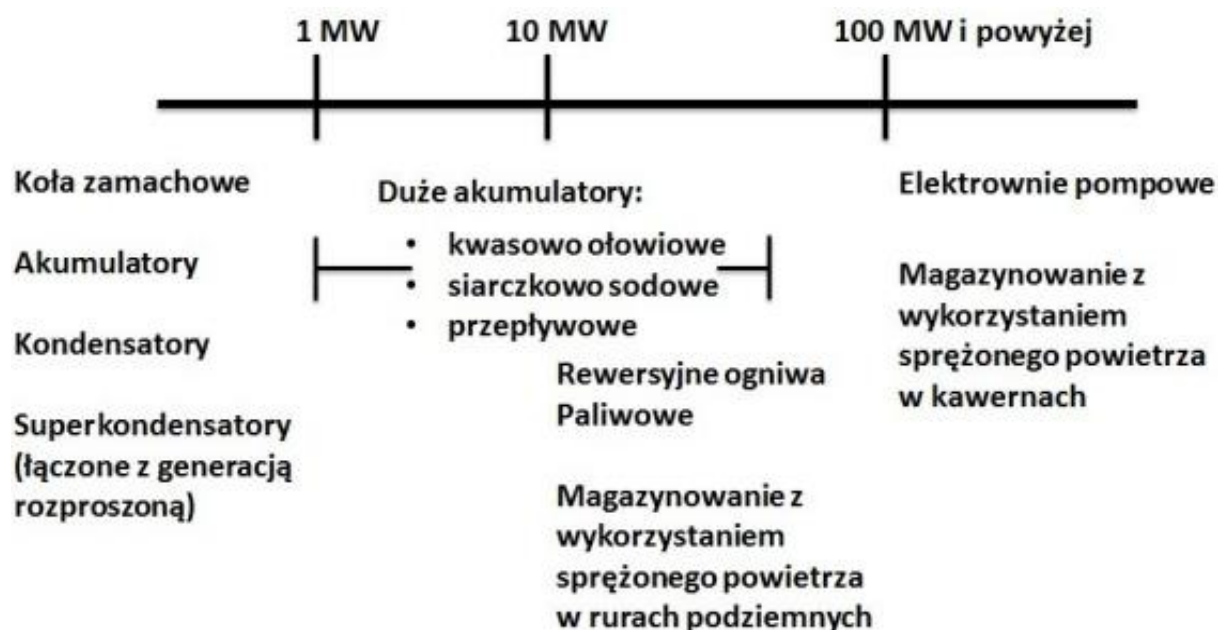 1 MW
10 MW
100 MW i powyżej
Koła zamachowe
Akumulatory
Kondensatory
Superkondensatory
(łączone z generacją
rozproszoną)
Duże akumulatory:
• kwasowo ołowiowe
• siarczkowo sodowe
• przepływowe
Rewersyjne ogniwa
Paliwowe
Magazynowanie z
wykorzystaniem
sprężonego powietrza
w rurach podziemnych
Elektrownie pompowe
Magazynowanie z
wykorzystaniem
sprężonego powietrza
w kawernach